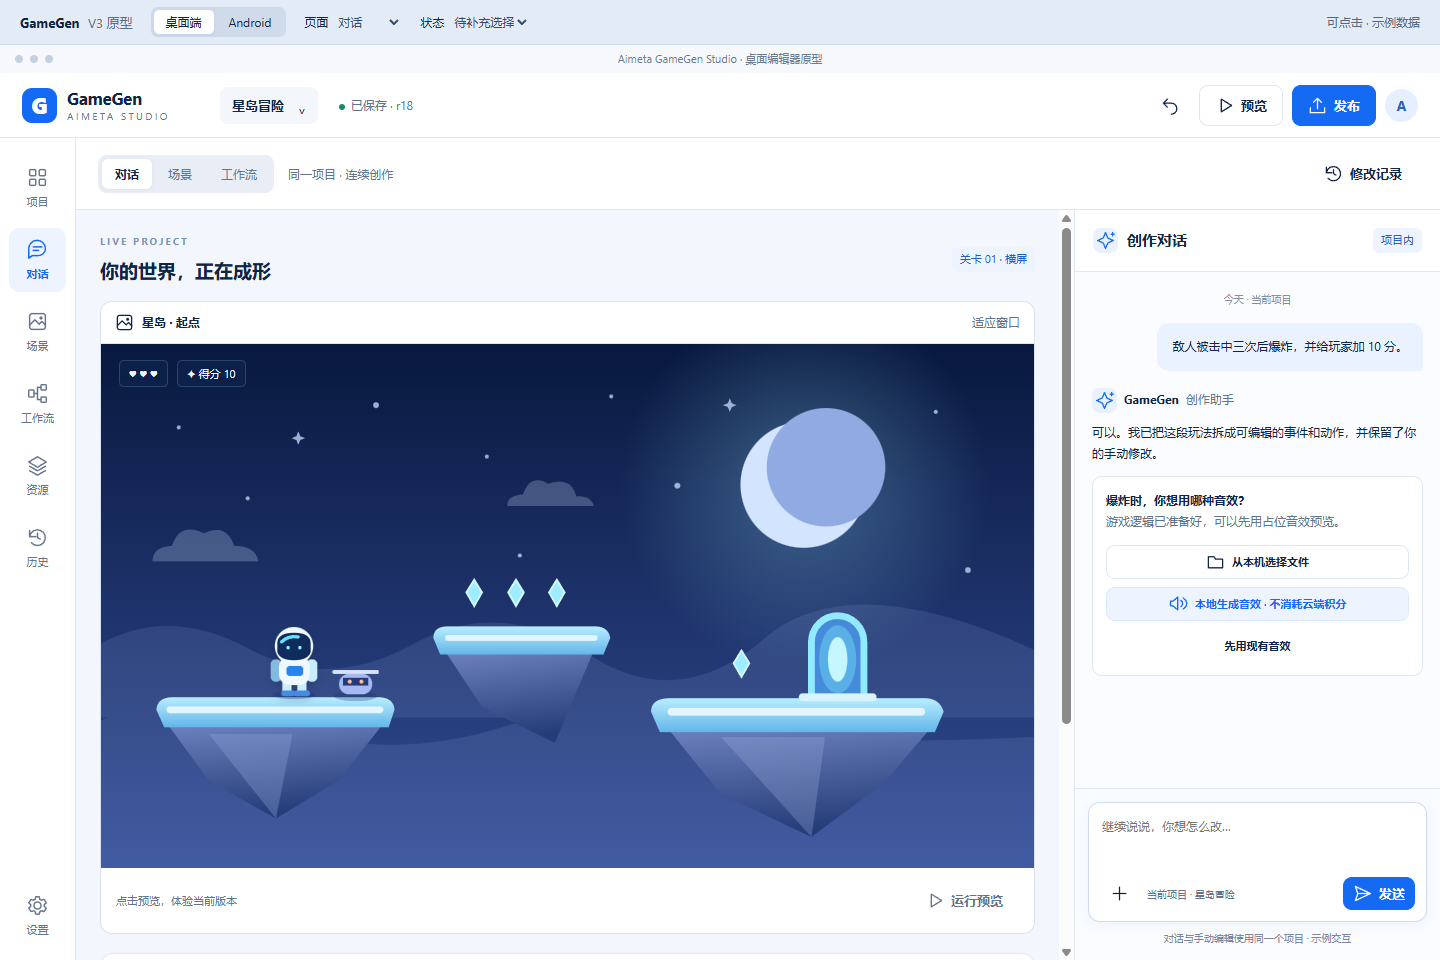 GameGen V3 原型 桌面端 Android 页面 对话 状态 待补充选择 可点击 · 示例数据
Aimeta GameGen Studio · 桌面编辑器原型
G GameGen
AIMETA STUDIO
星岛冒险
已保存 · r18
预览
发布
A
项目
对话
场景
工作流
资源
历史
设置
对话 场景 工作流 同一项目 · 连续创作
修改记录
LIVE PROJECT
你的世界，正在成形
关卡 01 · 横屏
星岛 · 起点
适应窗口
得分 10
点击预览，体验当前版本
运行预览
创作对话
项目内
今天 · 当前项目
敌人被击中三次后爆炸，并给玩家加 10 分。
GameGen 创作助手
可以。我已把这段玩法拆成可编辑的事件和动作，并保留了你
的手动修改。
爆炸时，你想用哪种音效？
游戏逻辑已准备好，可以先用占位音效预览。
从本机选择文件
本地生成音效 · 不消耗云端积分
先用现有音效
继续说说，你想怎么改...
当前项目 · 星岛冒险
发送
对话与手动编辑使用同一个项目 · 示例交互